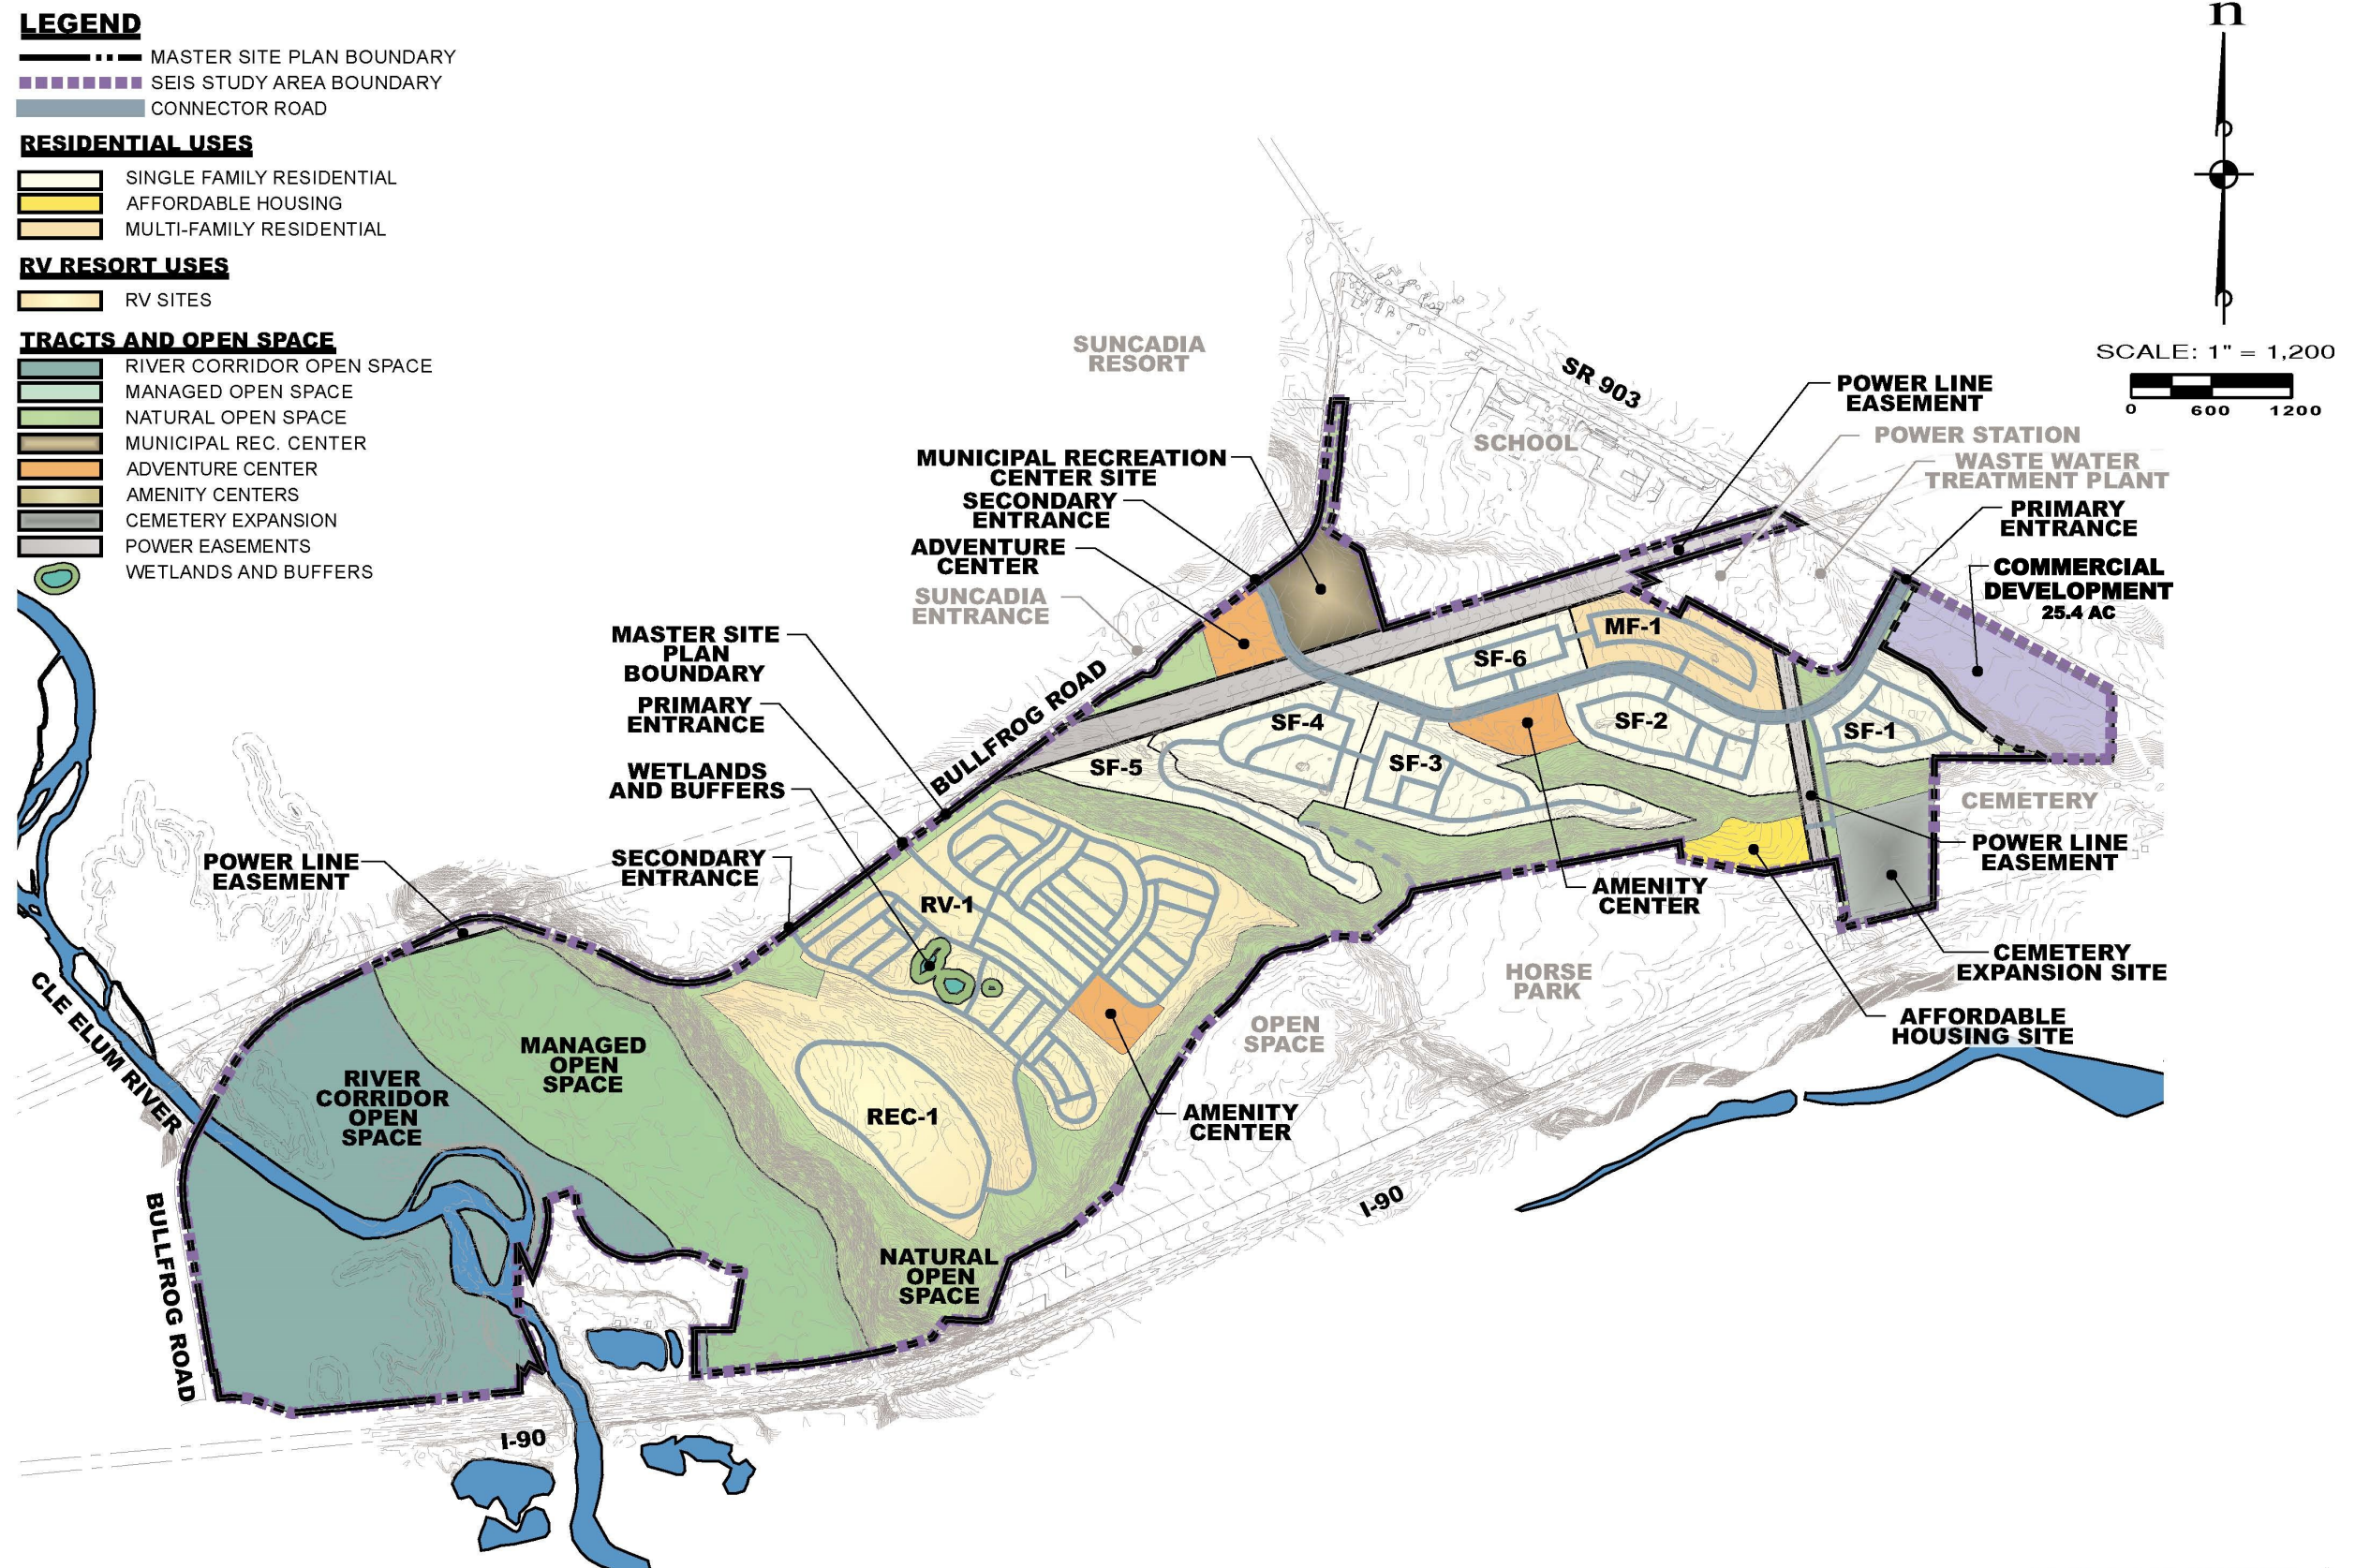 LEGEND
MASTER SITE PLAN BOUNDARY
SEIS STUDY AREA BOUNDARY
CONNECTOR ROAD
RESIDENTIAL USES
SINGLE FAMILY RESIDENTIAL
AFFORDABLE HOUSING
MULTI-FAMILY RESIDENTIAL
RV RESORT USES
RV SITES
TRACTS AND OPEN SPACE
RIVER CORRIDOR OPEN SPACE
MANAGED OPEN SPACE
NATURAL OPEN SPACE
MUNICIPAL REC. CENTER
ADVENTURE CENTER
AMENITY CENTERS
CEMETERY EXPANSION
POWER EASEMENTS
WETLANDS AND BUFFERS
n
SCALE: 1" = 1,200
0 600 1200
SUNCADIA
RESORT
SR 903
SCHOOL
POWER LINE
EASEMENT
POWER STATION
WASTE WATER
TREATMENT PLANT
PRIMARY
ENTRANCE
COMMERCIAL
DEVELOPMENT
25.4 AC
MUNICIPAL RECREATION
CENTER SITE
SECONDARY
ENTRANCE
ADVENTURE
CENTER
SUNCADIA
ENTRANCE
MASTER SITE
PLAN
BOUNDARY
PRIMARY
ENTRANCE
WETLANDS
AND BUFFERS
SECONDARY
ENTRANCE
POWER LINE
EASEMENT
BULLFROG ROAD
MF-1
SF-6
SF-4
SF-2
SF-1
SF-5
SF-3
CEMETERY
POWER LINE
EASEMENT
AMENITY
CENTER
RV-1
CEMETERY
EXPANSION SITE
HORSE
PARK
AFFORDABLE
HOUSING SITE
OPEN
SPACE
CLE ELUM RIVER
MANAGED
OPEN
SPACE
RIVER
CORRIDOR
OPEN
SPACE
REC-1
AMENITY
CENTER
I-90
BULLFROG ROAD
NATURAL
OPEN
SPACE
I-90